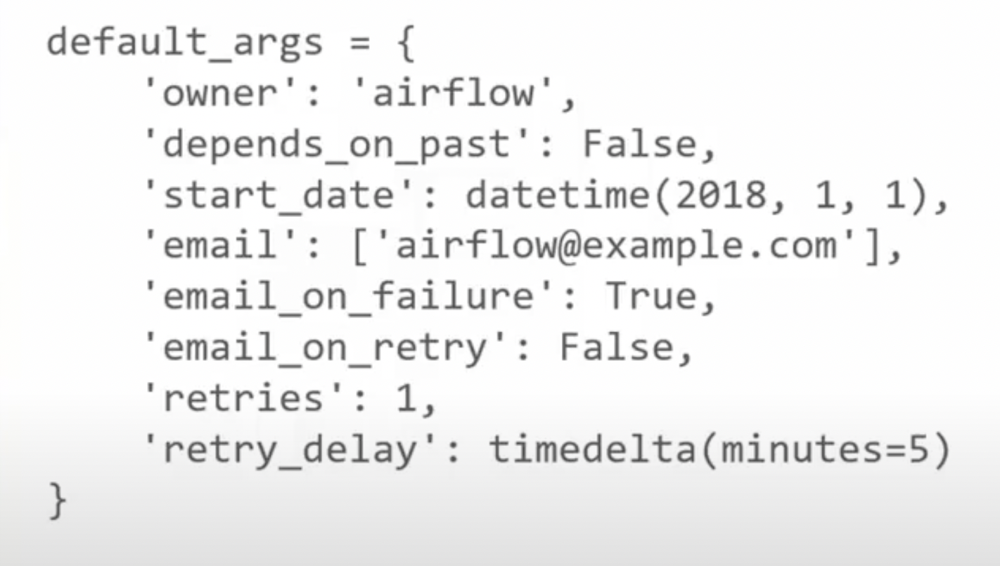 default_args = {
    'owner': 'airflow',
    'depends_on_past': False,
    'start_date': datetime(2018, 1, 1),
    'email': ['airflow@example.com'],
    'email_on_failure': True,
    'email_on_retry': False,
    'retries': 1,
    'retry_delay': timedelta(minutes=5)
}